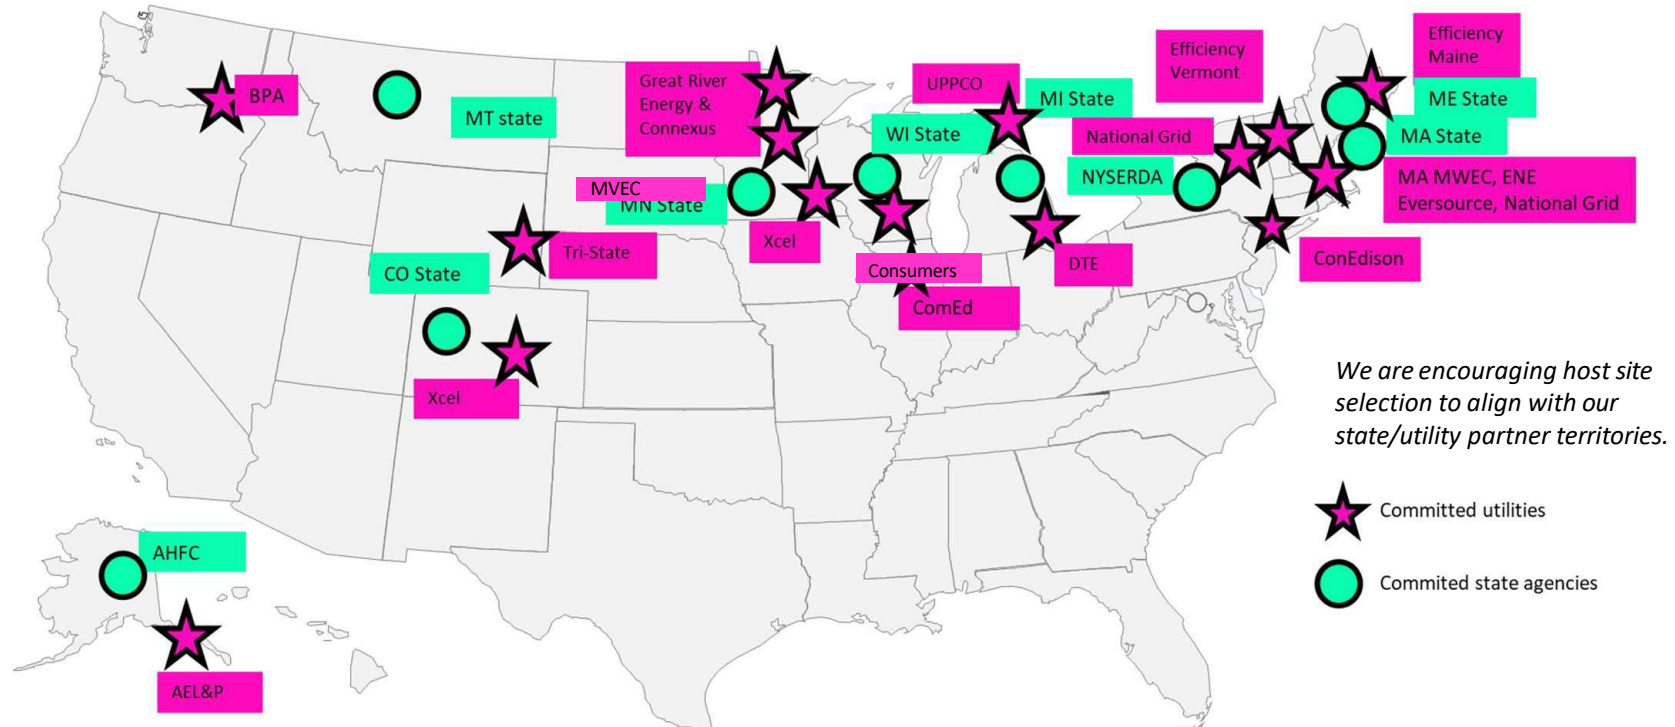 Efficiency
Maine
Efficiency
Vermont
Great River
Energy &
Connexus
UPPCO
BPA
MI State
ME State
MT state
WI State
National Grid
MA State
NYSERDA
MA MWEC, ENE
Eversource, National Grid
MVEC
MN State
Xcel
Tri-State
ConEdison
DTE
CO State
Consumers
ComEd
Xcel
We are encouraging host site
selection to align with our
state/utility partner territories.
Committed utilities
Commited state agencies
AHFC
AEL&P